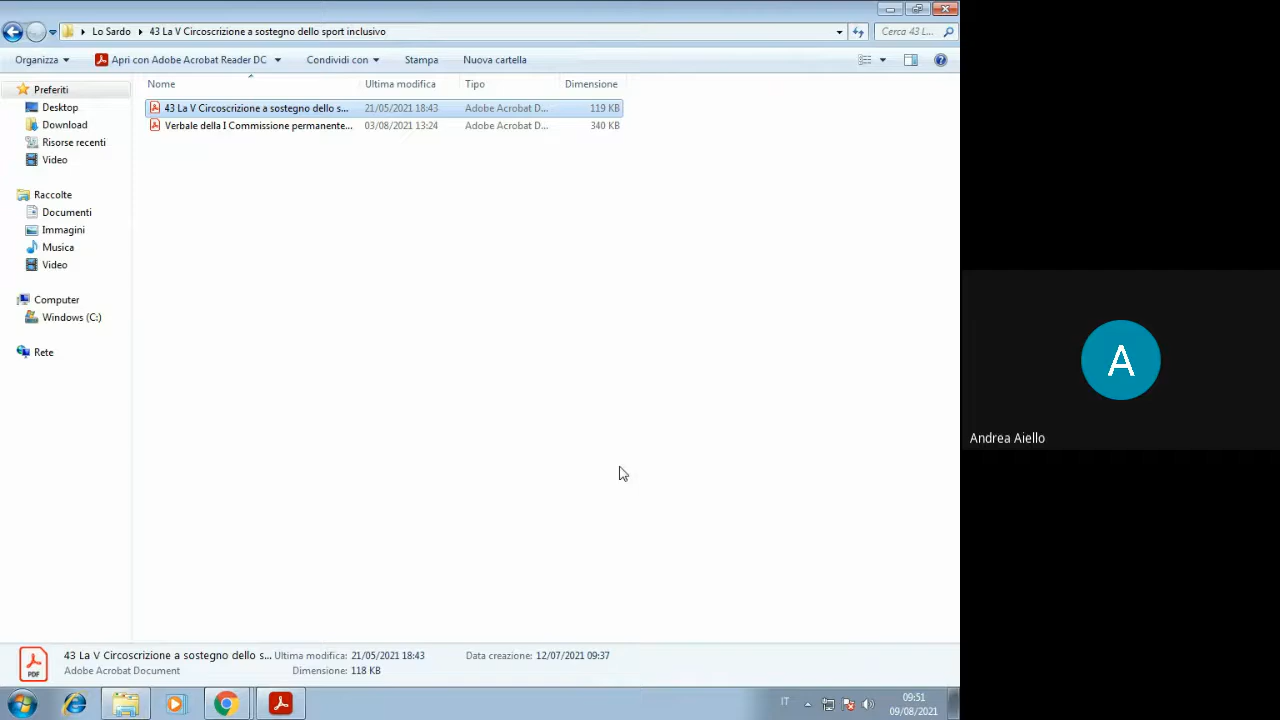 Lo Sardo
43 La V Circoscrizione a sostegno dello sport inclusivo
Cerca 43 L...
Organizza
Apri con Adobe Acrobat Reader DC
Condividi con
Stampa
Nuova cartella
Nome
Ultima modifica
Tipo
Dimensione
43 La V Circoscrizione a sostegno dello s...
21/05/2021 18:43
Adobe Acrobat D...
119 KB
Verbale della I Commissione permanente...
03/08/2021 13:24
Adobe Acrobat D...
340 KB
Preferiti
Desktop
Download
Risorse recenti
Video
Raccolte
Documenti
Immagini
Musica
Video
Computer
Windows (C:)
Rete
A
Andrea Aiello
PDF
43 La V Circoscrizione a sostegno dello s...
Ultima modifica: 21/05/2021 18:43
Data creazione: 12/07/2021 09:37
Adobe Acrobat Document
Dimensione: 118 KB
IT
09:51
09/08/2021